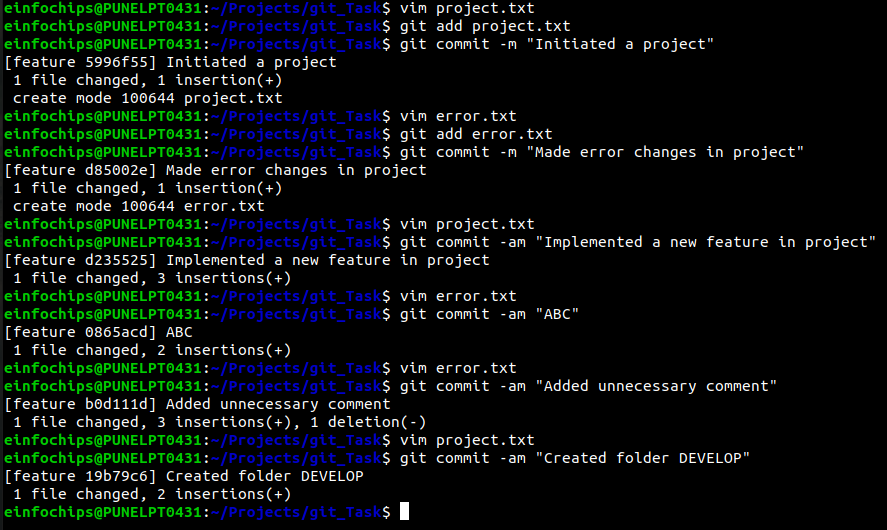 einfochips@PUNELPT0431:~/Projects/git_Task$ vim project.txt
einfochips@PUNELPT0431:~/Projects/git_Task$ git add project.txt
einfochips@PUNELPT0431:~/Projects/git_Task$ git commit -m "Initiated a project"
[feature 5996f55] Initiated a project
 1 file changed, 1 insertion(+)
 create mode 100644 project.txt
einfochips@PUNELPT0431:~/Projects/git_Task$ vim error.txt
einfochips@PUNELPT0431:~/Projects/git_Task$ git add error.txt
einfochips@PUNELPT0431:~/Projects/git_Task$ git commit -m "Made error changes in project"
[feature d85002e] Made error changes in project
 1 file changed, 1 insertion(+)
 create mode 100644 error.txt
einfochips@PUNELPT0431:~/Projects/git_Task$ vim project.txt
einfochips@PUNELPT0431:~/Projects/git_Task$ git commit -am "Implemented a new feature in project"
[feature d235525] Implemented a new feature in project
 1 file changed, 3 insertions(+)
einfochips@PUNELPT0431:~/Projects/git_Task$ vim error.txt
einfochips@PUNELPT0431:~/Projects/git_Task$ git commit -am "ABC"
[feature 0865acd] ABC
 1 file changed, 2 insertions(+)
einfochips@PUNELPT0431:~/Projects/git_Task$ vim error.txt
einfochips@PUNELPT0431:~/Projects/git_Task$ git commit -am "Added unnecessary comment"
[feature b0d111d] Added unnecessary comment
 1 file changed, 3 insertions(+), 1 deletion(-)
einfochips@PUNELPT0431:~/Projects/git_Task$ vim project.txt
einfochips@PUNELPT0431:~/Projects/git_Task$ git commit -am "Created folder DEVELOP"
[feature 19b79c6] Created folder DEVELOP
 1 file changed, 2 insertions(+)
einfochips@PUNELPT0431:~/Projects/git_Task$